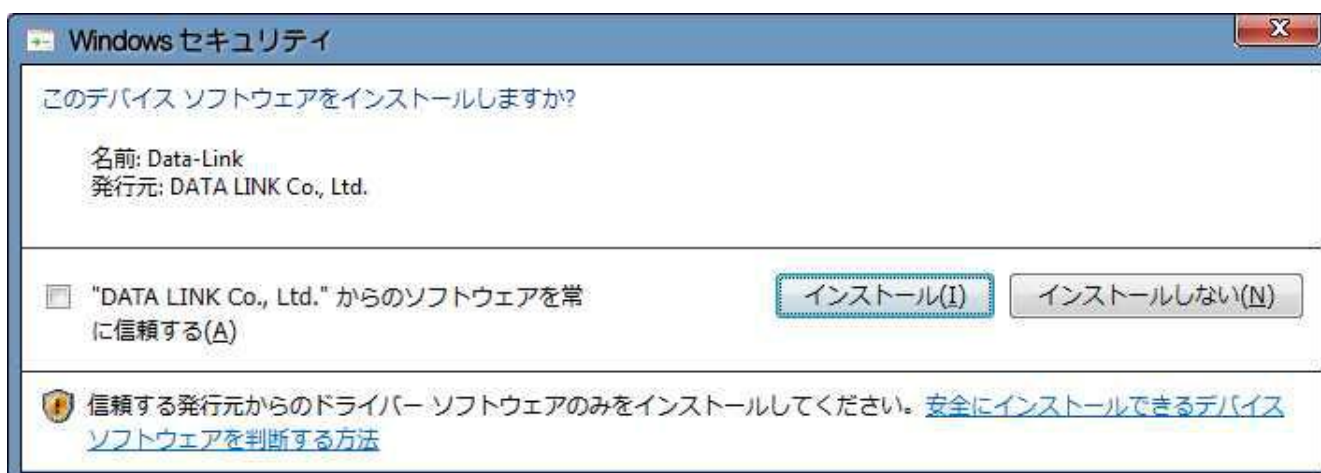 Windows セキュリティ
このデバイス ソフトウェアをインストールしますか?
名前: Data-Link
発行元: DATA LINK Co., Ltd.
"DATA LINK Co., Ltd." からのソフトウェアを常
に信頼する(A)
インストール(I)
インストールしない(N)
信頼する発行元からのドライバー ソフトウェアのみをインストールしてください。安全にインストールできるデバイス
ソフトウェアを判断する方法